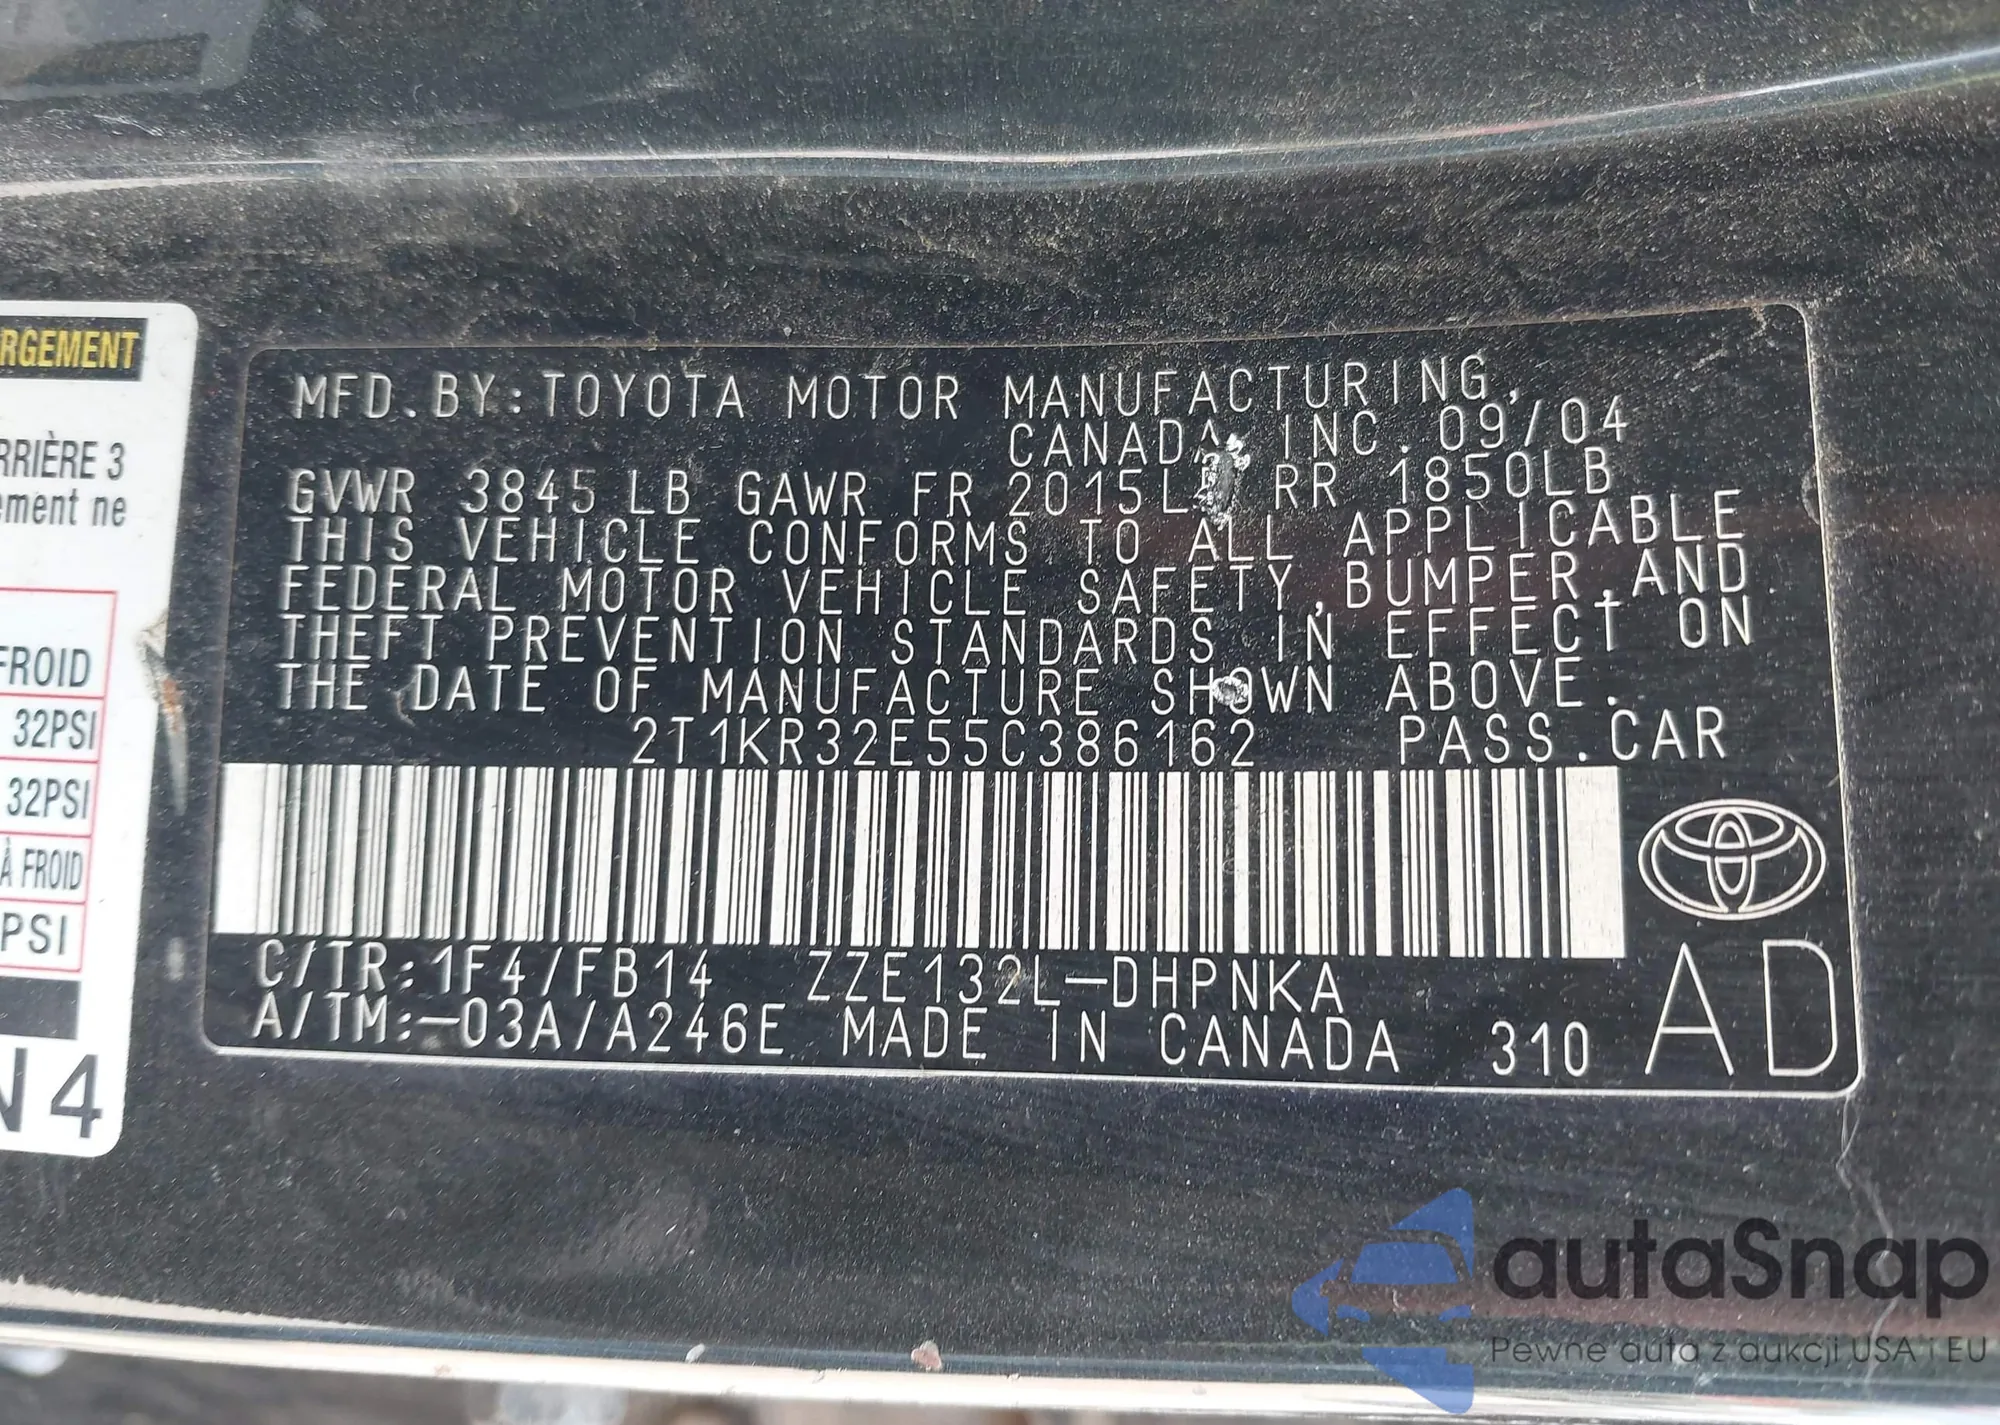 RGEMENT
RRIÈRE 3
ement ne
FROID
32PSI
32PSI
À FROID
PSI
N4
MFD.BY:TOYOTA MOTOR MANUFACTURING,
CANADA INC.09/04
GVWR 3845LB GAWR FR 2015L RR 1850LB
THIS VEHICLE CONFORMS TO ALL APPLICABLE
FEDERAL MOTOR VEHICLE SAFETY,BUMPER,AND
THEFT PREVENTION STANDARDS IN EFFECT ON
THE DATE OF MANUFACTURE SHOWN ABOVE.
2T1KR32E55C386162 PASS.CAR
C/TR:1F4/FB14 ZZE132L-DHPNKA
A/TM:-03A/A246E MADE IN CANADA 310 AD
autaSnap
Pewne auta z aukcji USA i EU